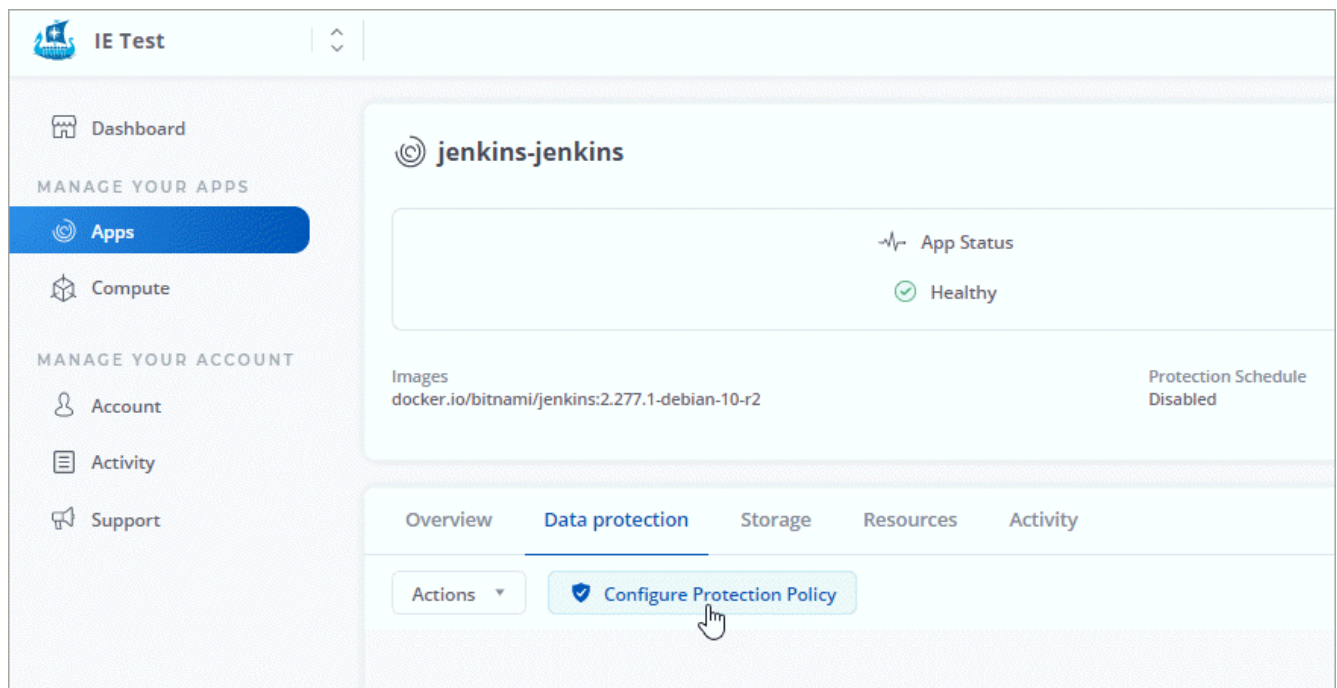 IE Test
Dashboard
MANAGE YOUR APPS
Apps
Compute
MANAGE YOUR ACCOUNT
Account
Activity
Support
jenkins-jenkins
App Status
Healthy
Images
docker.io/bitnami/jenkins:2.277.1-debian-10-r2
Protection Schedule
Disabled
Overview Data protection Storage Resources Activity
Actions Configure Protection Policy